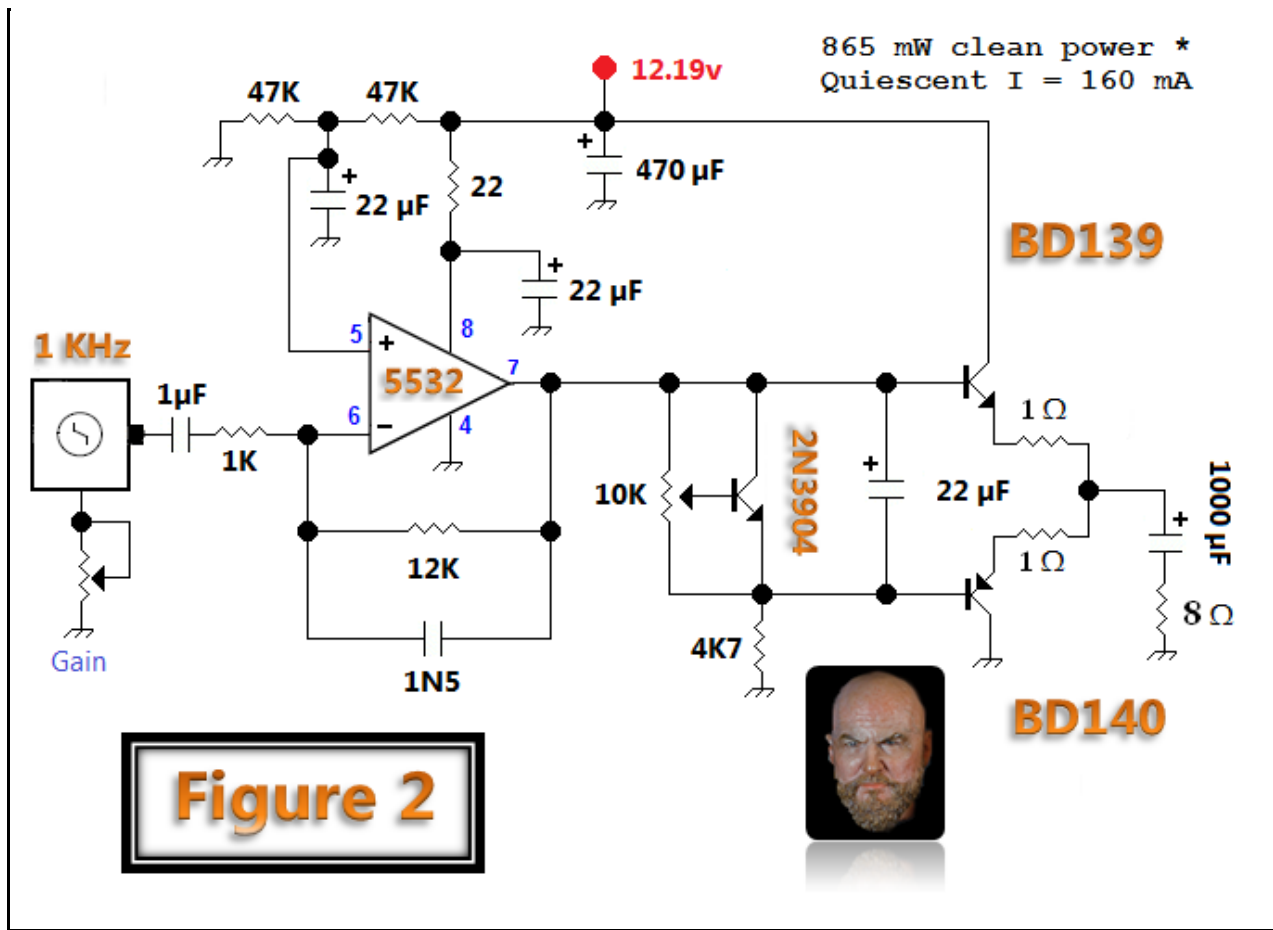 865 mW clean power *
Quiescent I = 160 mA
12.19v
47K
47K
470 µF
22
22 µF
22 µF
BD139
1 KHz
5
+
8
5532
7
1µF
6
−
4
1K
1 Ω
2N3904
10K
+
22 µF
+
1000 µF
12K
1 Ω
8 Ω
4K7
Gain
1N5
BD140
Figure 2
+
+
+